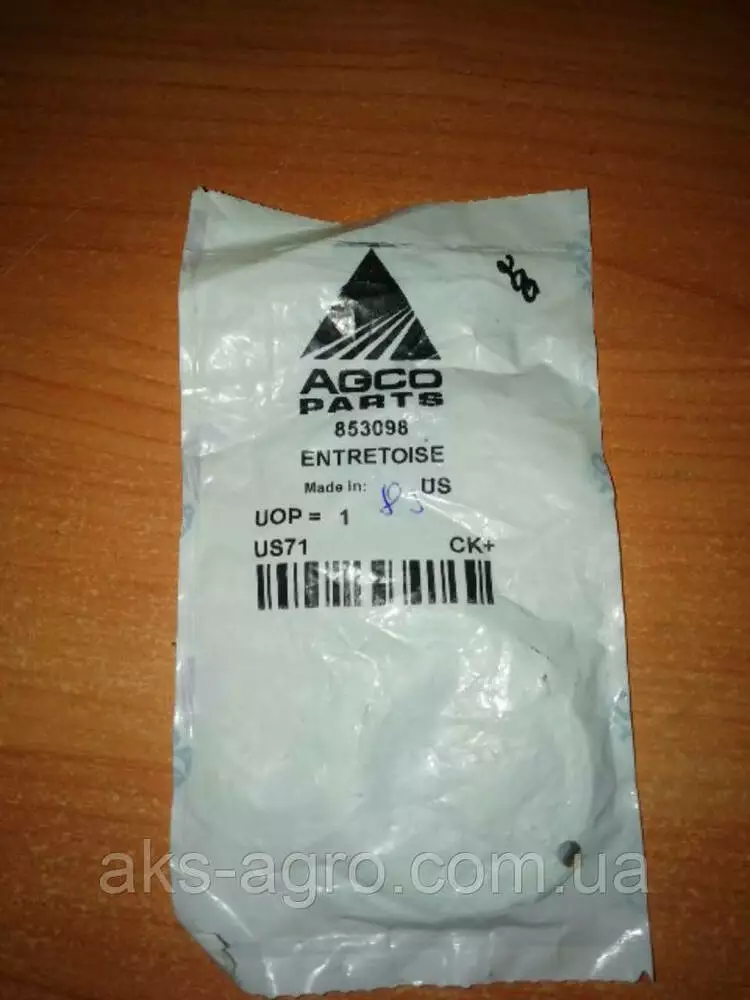 AGCO
PARTS
853098
ENTRETOISE
Made in: US
UOP = 1
US71 CK+
aks-agro.com.ua